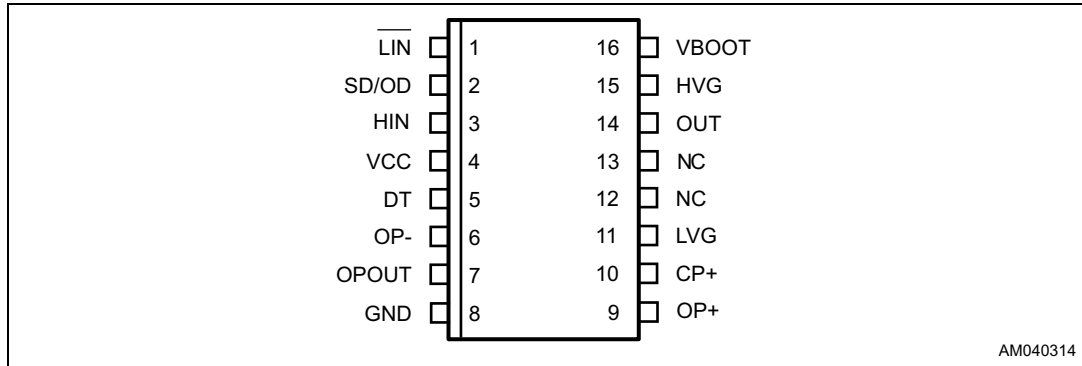 LIN 1 16 VBOOT
SD/OD 2 15 HVG
HIN 3 14 OUT
VCC 4 13 NC
DT 5 12 NC
OP- 6 11 LVG
OPOUT 7 10 CP+
GND 8 9 OP+
AM040314